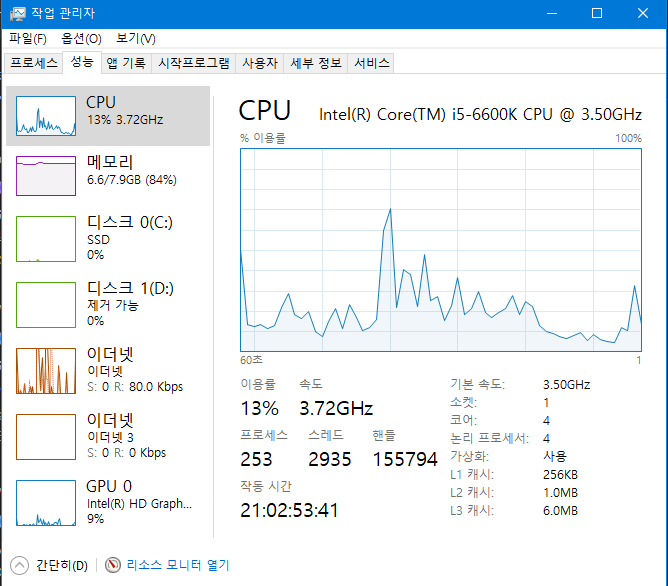 작업 관리자
파일(F) 옵션(O) 보기(V)
프로세스 성능 앱 기록 시작프로그램 사용자 세부 정보 서비스
CPU
13% 3.72GHz
메모리
6.6/7.9GB (84%)
디스크 0(C:)
SSD
0%
디스크 1(D:)
제거 가능
0%
이더넷
이더넷
S: 0 R: 80.0 Kbps
이더넷
이더넷 3
S: 0 R: 0 Kbps
GPU 0
Intel(R) HD Graph...
9%
CPU Intel(R) Core(TM) i5-6600K CPU @ 3.50GHz
% 이용률 100%
60초 1
이용률 속도
13% 3.72GHz
프로세스 스레드 핸들
253 2935 155794
작동 시간
21:02:53:41
기본 속도: 3.50GHz
소켓: 1
코어: 4
논리 프로세서: 4
가상화: 사용
L1 캐시: 256KB
L2 캐시: 1.0MB
L3 캐시: 6.0MB
간단히(D) 리소스 모니터 열기